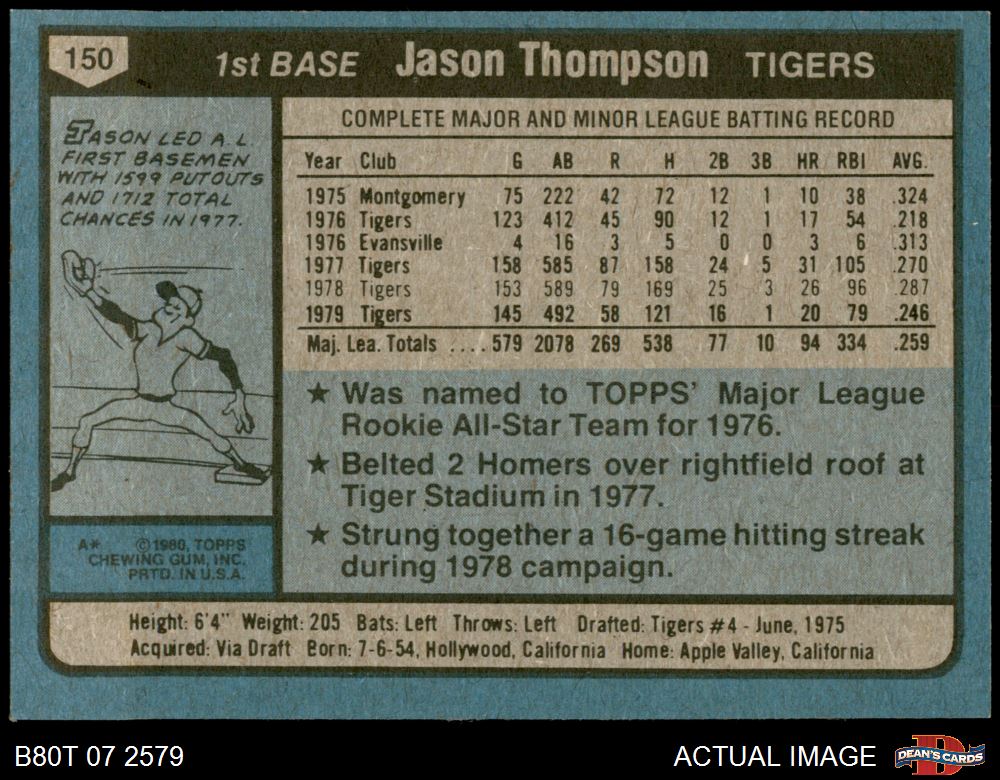 150
1st BASE Jason Thompson TIGERS
JASON LED A.L.
FIRST BASEMEN
WITH 1599 PUTOUTS
AND 1712 TOTAL
CHANCES IN 1977.
COMPLETE MAJOR AND MINOR LEAGUE BATTING RECORD
Year Club G AB R H 2B 3B HR RBI AVG.
1975 Montgomery 75 222 42 72 12 1 10 38 .324
1976 Tigers 123 412 45 90 12 1 17 54 .218
1976 Evansville 4 16 3 5 0 0 3 6 .313
1977 Tigers 158 585 87 158 24 5 31 105 .270
1978 Tigers 153 589 79 169 25 3 26 96 .287
1979 Tigers 145 492 58 121 16 1 20 79 .246
Maj. Lea. Totals .... 579 2078 269 538 77 10 94 334 .259
★ Was named to TOPPS' Major League
Rookie All-Star Team for 1976.
★ Belted 2 Homers over rightfield roof at
Tiger Stadium in 1977.
★ Strung together a 16-game hitting streak
during 1978 campaign.
A* ©1980, TOPPS
CHEWING GUM, INC.
PRTD. IN U.S.A.
Height: 6'4" Weight: 205 Bats: Left Throws: Left Drafted: Tigers #4 - June, 1975
Acquired: Via Draft Born: 7-6-54, Hollywood, California Home: Apple Valley, California
B80T 07 2579 ACTUAL IMAGE
D
DEAN'S CARDS